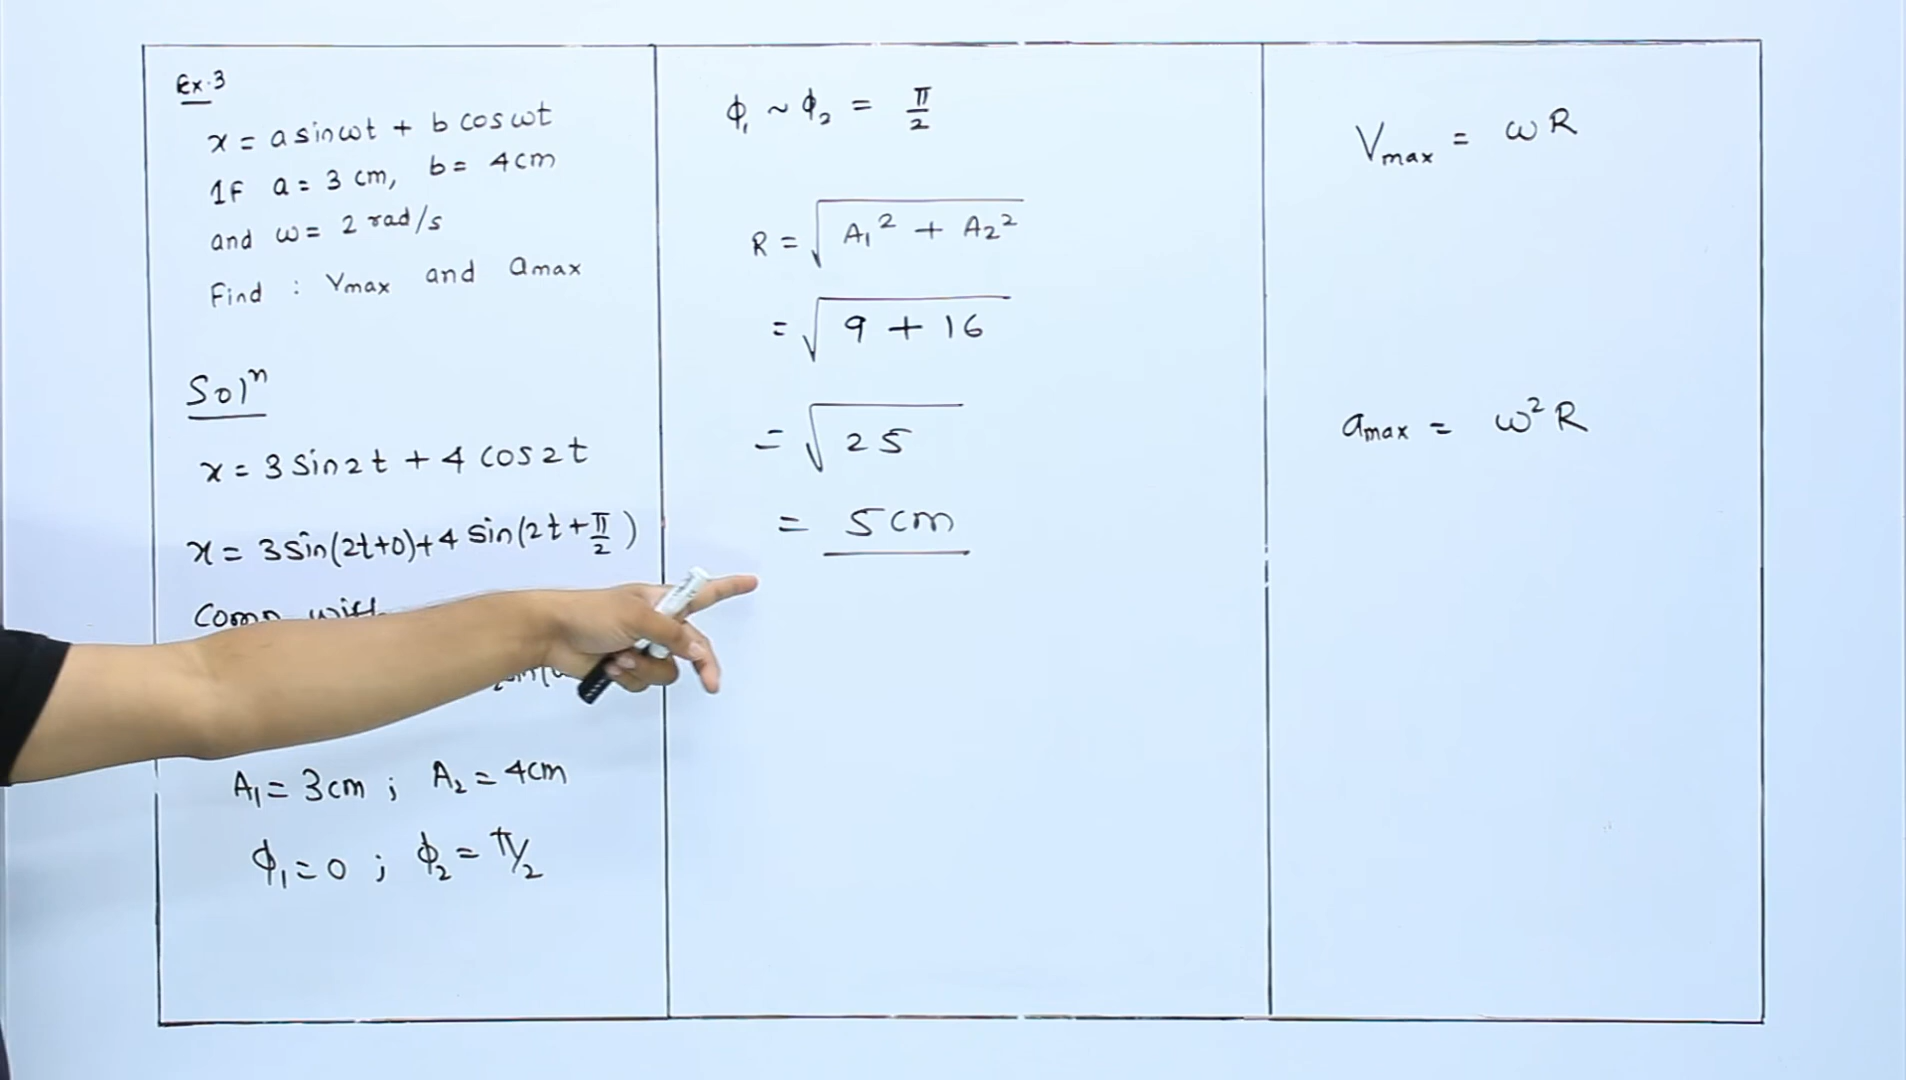 Ex.3
x = a sinωt + b cosωt
If a = 3 cm, b = 4cm
and ω = 2 rad/s
Find : Vmax and amax
Solⁿ
x = 3 sin2t + 4 cos2t
x = 3sin(2t+0)+4 sin(2t+π/2)
A₁= 3cm ; A₂ = 4cm
ϕ₁=0 ; ϕ₂= π/2
ϕ₁ ~ ϕ₂ = π/2
R = √(A₁² + A₂²)
= √(9 + 16)
= √25
= 5cm
Vmax = ωR
amax = ω²R